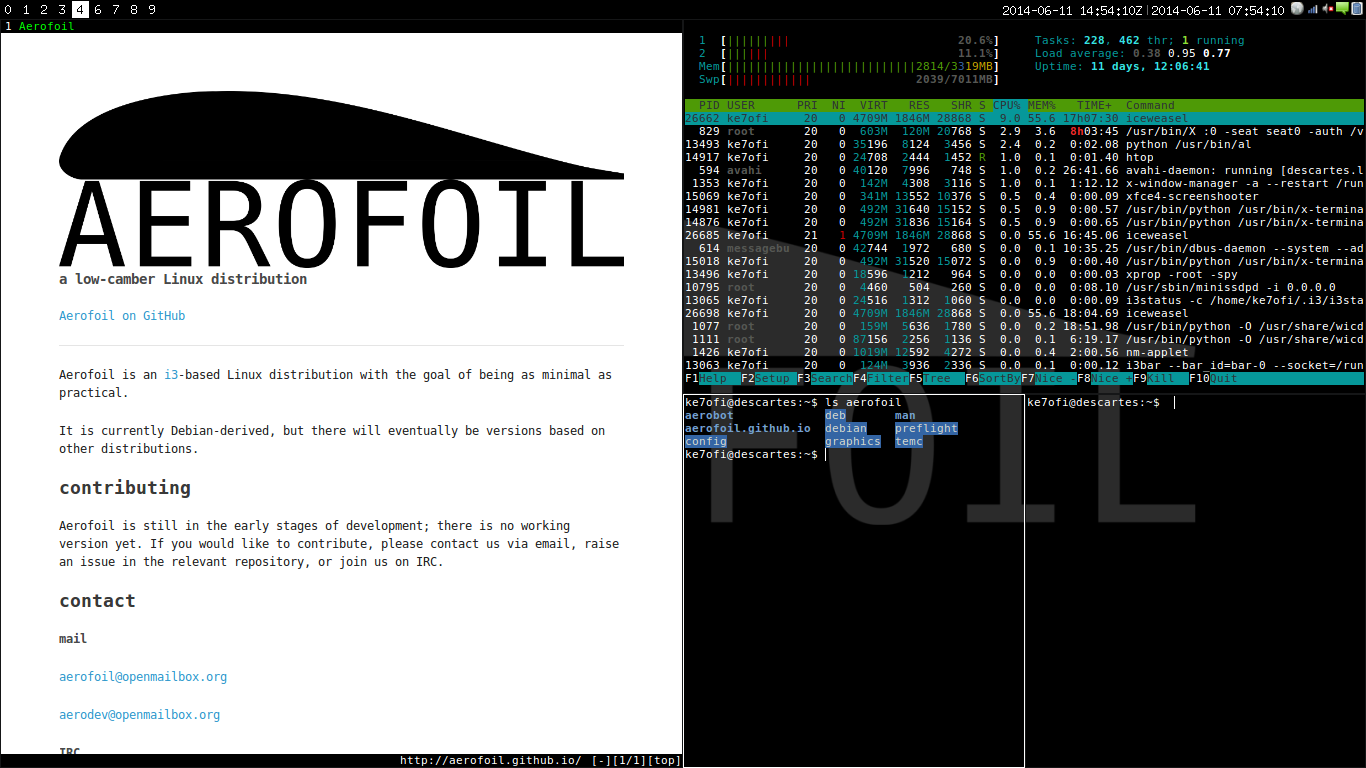 0 1 2 3 4 5 6 7 8 9
2014-06-11 14:54:10Z|2014-06-11 07:54:10
1 Aerofoil
AEROFOIL
a low-camber Linux distribution
Aerofoil on GitHub
Aerofoil is an i3-based Linux distribution with the goal of being as minimal as
practical.
It is currently Debian-derived, but there will eventually be versions based on
other distributions.
contributing
Aerofoil is still in the early stages of development; there is no working
version yet. If you would like to contribute, please contact us via email, raise
an issue in the relevant repository, or join us on IRC.
contact
mail
aerofoil@openmailbox.org
aerodev@openmailbox.org
IRC
http://aerofoil.github.io/ [-][1/1][top]
1 [||||||||| 20.6%] Tasks: 228, 462 thr; 1 running
2 [|||||| 11.1%] Load average: 0.38 0.95 0.77
Mem[|||||||||||||||||||||||||||2814/3319MB] Uptime: 11 days, 12:06:41
Swp[|||||||||||| 2039/7011MB]
PID USER PRI NI VIRT RES SHR S CPU% MEM% TIME+ Command
26662 ke7ofi 20 0 4709M 1846M 28868 S 9.0 55.6 17h07:30 iceweasel
829 root 20 0 603M 120M 20768 S 2.9 3.6 8h03:45 /usr/bin/X :0 -seat seat0 -auth /v
13493 ke7ofi 20 0 35196 8124 3456 S 2.4 0.2 0:02.08 python /usr/bin/al
14917 ke7ofi 20 0 24708 2444 1452 R 1.0 0.1 0:01.40 htop
594 avahi 20 0 40120 7996 748 S 1.0 0.2 26:41.66 avahi-daemon: running [descartes.l
1353 ke7ofi 20 0 142M 4308 3116 S 1.0 0.1 1:12.12 x-window-manager -a --restart /run
15069 ke7ofi 20 0 341M 13552 10376 S 0.5 0.4 0:00.09 xfce4-screenshooter
14981 ke7ofi 20 0 492M 31640 15152 S 0.5 0.9 0:00.57 /usr/bin/python /usr/bin/x-termina
14876 ke7ofi 20 0 492M 31836 15164 S 0.5 0.9 0:00.65 /usr/bin/python /usr/bin/x-termina
26685 ke7ofi 21 1 4709M 1846M 28868 S 0.0 55.6 16:45.06 iceweasel
614 messagebu 20 0 42744 1972 680 S 0.0 0.1 10:35.25 /usr/bin/dbus-daemon --system --ad
15018 ke7ofi 20 0 492M 31520 15072 S 0.0 0.9 0:00.40 /usr/bin/python /usr/bin/x-termina
13496 ke7ofi 20 0 18596 1212 964 S 0.0 0.0 0:00.03 xprop -root -spy
10795 root 20 0 4460 504 260 S 0.0 0.0 0:08.10 /usr/sbin/minissdpd -i 0.0.0.0
13065 ke7ofi 20 0 24516 1312 1060 S 0.0 0.0 0:00.09 i3status -c /home/ke7ofi/.i3/i3sta
26698 ke7ofi 20 0 4709M 1846M 28868 S 0.0 55.6 18:04.69 iceweasel
1077 root 20 0 159M 5636 1780 S 0.0 0.2 18:51.98 /usr/bin/python -O /usr/share/wicd
1111 root 20 0 87156 2256 1136 S 0.0 0.1 6:19.17 /usr/bin/python -O /usr/share/wicd
1426 ke7ofi 20 0 1019M 12592 4272 S 0.0 0.4 2:00.56 nm-applet
13063 ke7ofi 20 0 124M 3936 2336 S 0.0 0.1 0:00.12 i3bar --bar_id=bar-0 --socket=/run
F1Help F2Setup F3SearchF4FilterF5Tree F6SortByF7Nice -F8Nice +F9Kill F10Quit
ke7ofi@descartes:~$ ls aerofoil
aerobot deb man
aerofoil.github.io debian preflight
config graphics temc
ke7ofi@descartes:~$
ke7ofi@descartes:~$
FOIL